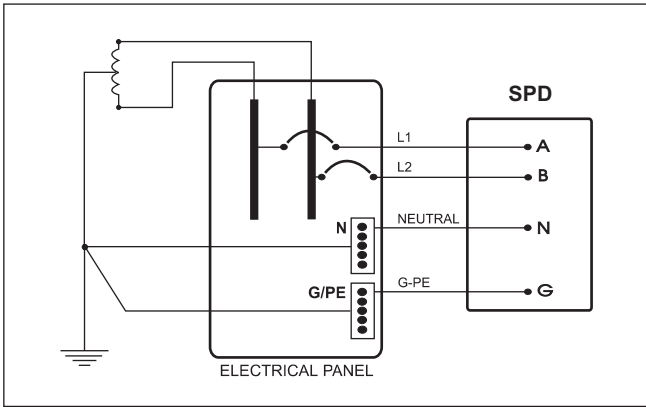 SPD
L1
A
L2
B
N
NEUTRAL
N
G/PE
G-PE
G
ELECTRICAL PANEL